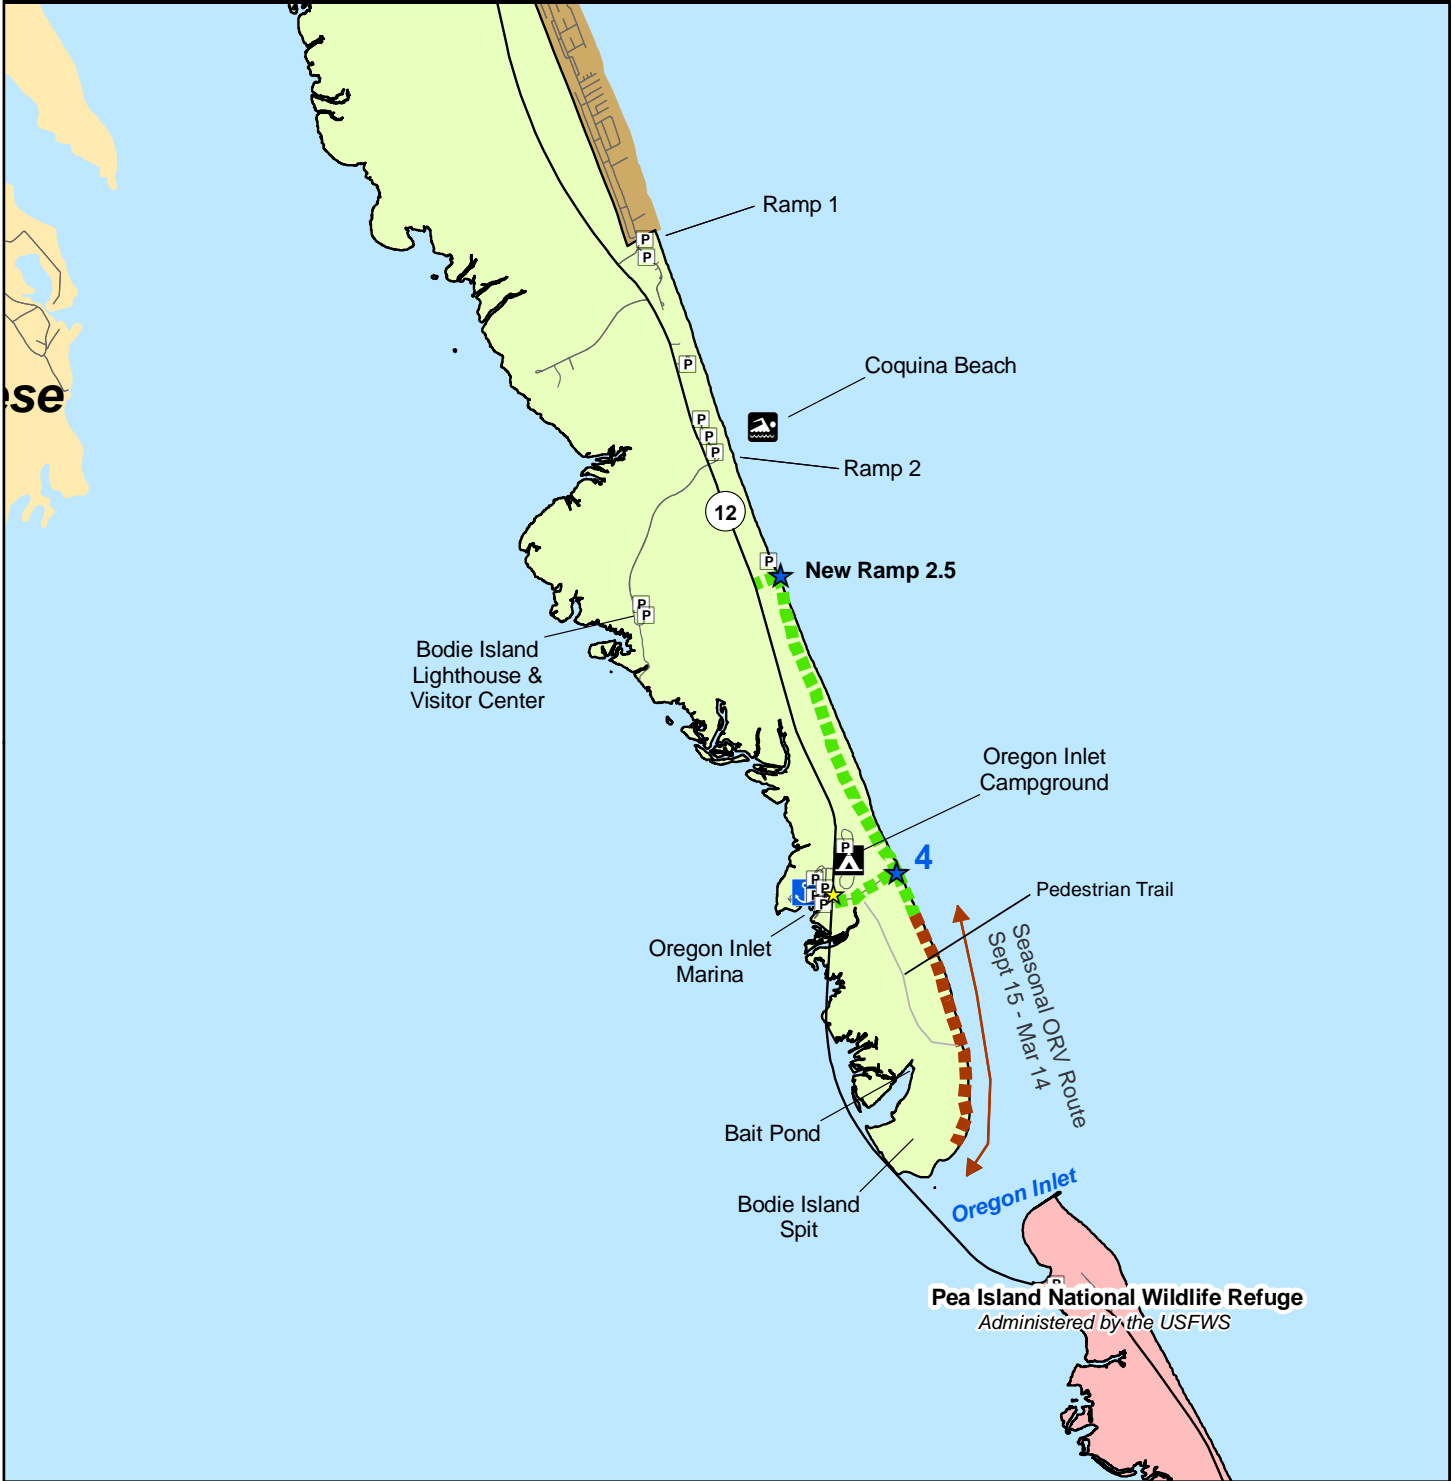 Ramp 1
P
P
Coquina Beach
P
ese
P
P
P
Ramp 2
12
P
New Ramp 2.5
P
P
Bodie Island
Lighthouse &
Visitor Center
Oregon Inlet
Campground
P
4
P
P
P
P
Pedestrian Trail
Oregon Inlet
Marina
Seasonal ORV Route
Sept 15 - Mar 14
Bait Pond
Bodie Island
Spit
Oregon Inlet
P
Pea Island National Wildlife Refuge
Administered by the USFWS